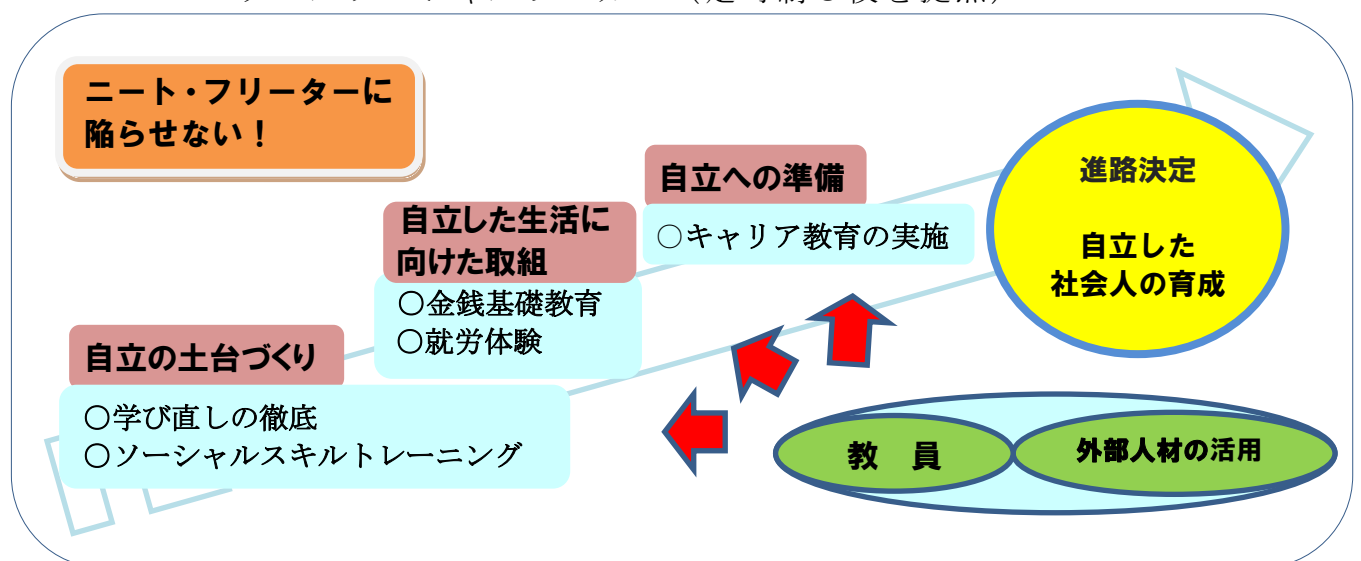 ニート・フリーターに
陥らせない！
自立への準備
○キャリア教育の実施
自立した生活に
向けた取組
○金銭基礎教育
○就労体験
自立の土台づくり
○学び直しの徹底
○ソーシャルスキルトレーニング
進路決定
自立した
社会人の育成
教　員
外部人材の活用